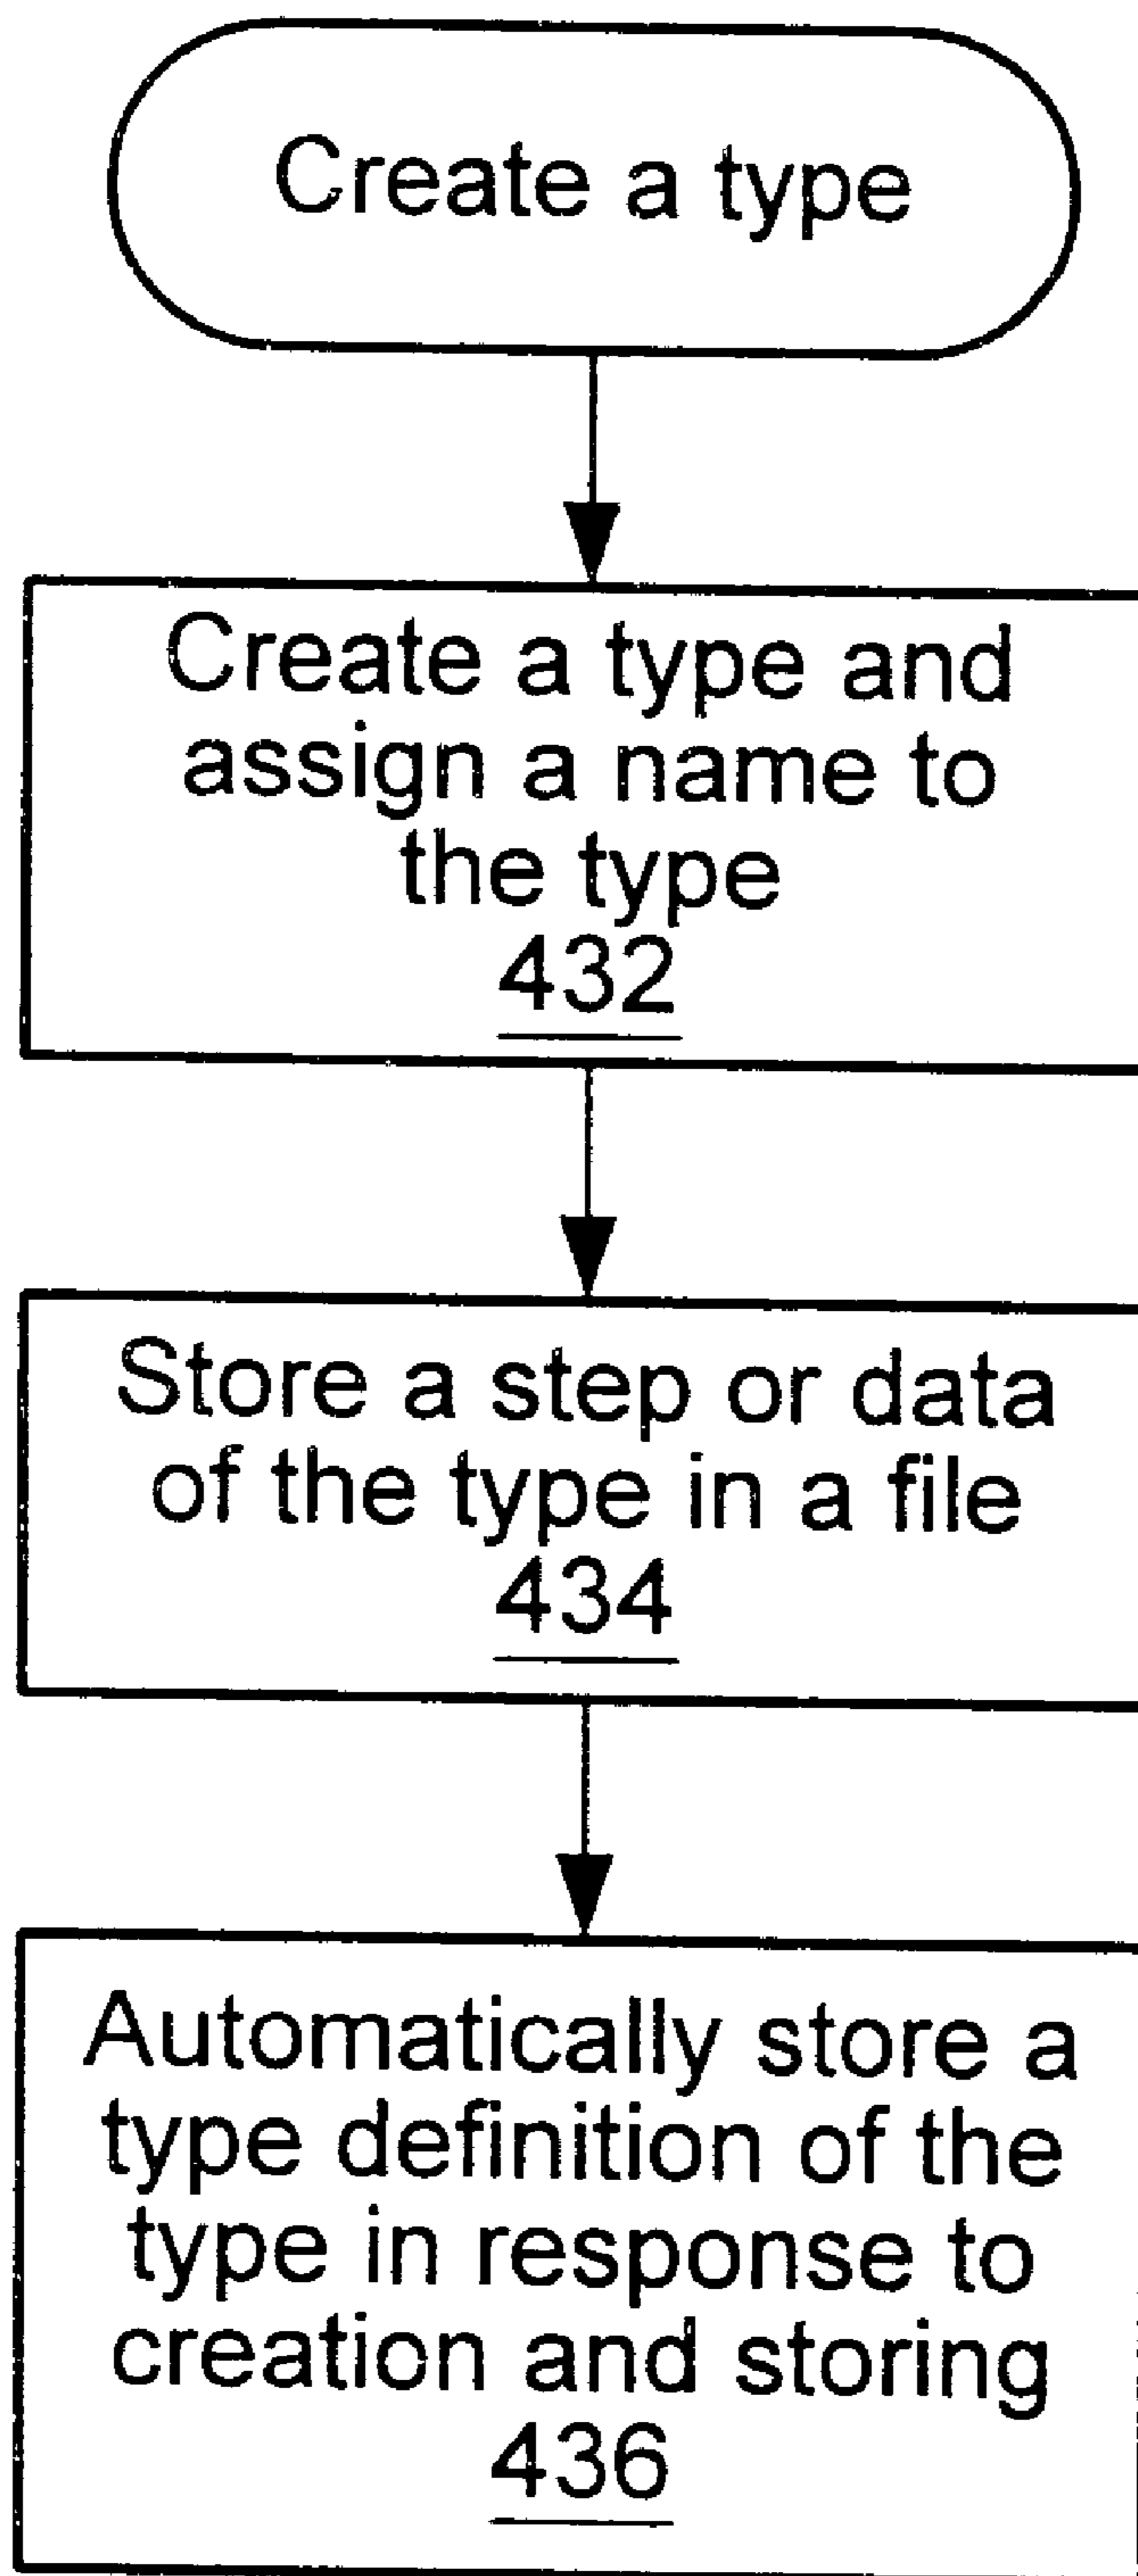 Create a type
Create a type and
assign a name to
the type
432
Store a step or data
of the type in a file
434
Automatically store a
type definition of the
type in response to
creation and storing
436